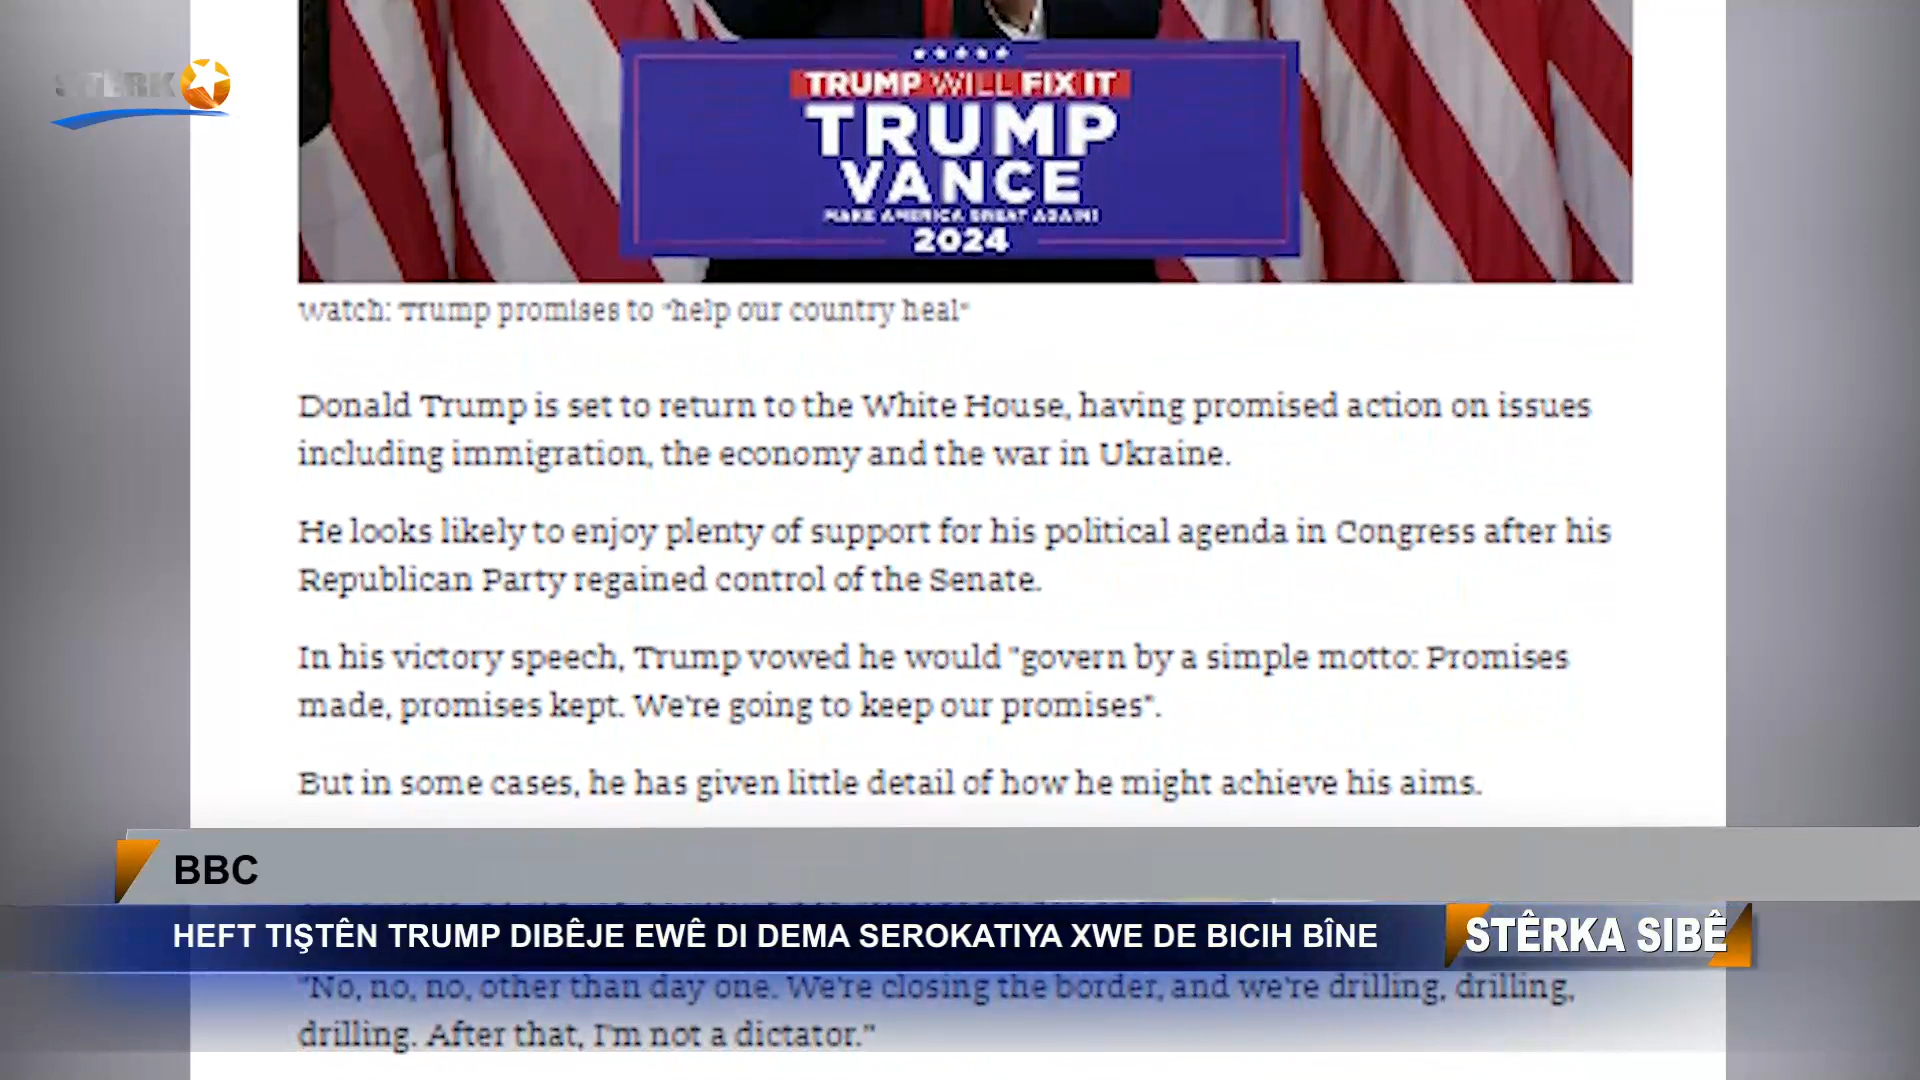 STÊRK
TRUMP WILL FIX IT
TRUMP
VANCE
MAKE AMERICA GREAT AGAIN!
2024
Watch: Trump promises to "help our country heal"
Donald Trump is set to return to the White House, having promised action on issues
including immigration, the economy and the war in Ukraine.
He looks likely to enjoy plenty of support for his political agenda in Congress after his
Republican Party regained control of the Senate.
In his victory speech, Trump vowed he would "govern by a simple motto: Promises
made, promises kept. We're going to keep our promises".
But in some cases, he has given little detail of how he might achieve his aims.
BBC
HEFT TIŞTÊN TRUMP DIBÊJE EWÊ DI DEMA SEROKATIYA XWE DE BICIH BÎNE
STÊRKA SIBÊ
"No, no, no, other than day one. We're closing the border, and we're drilling, drilling,
drilling. After that, I'm not a dictator."